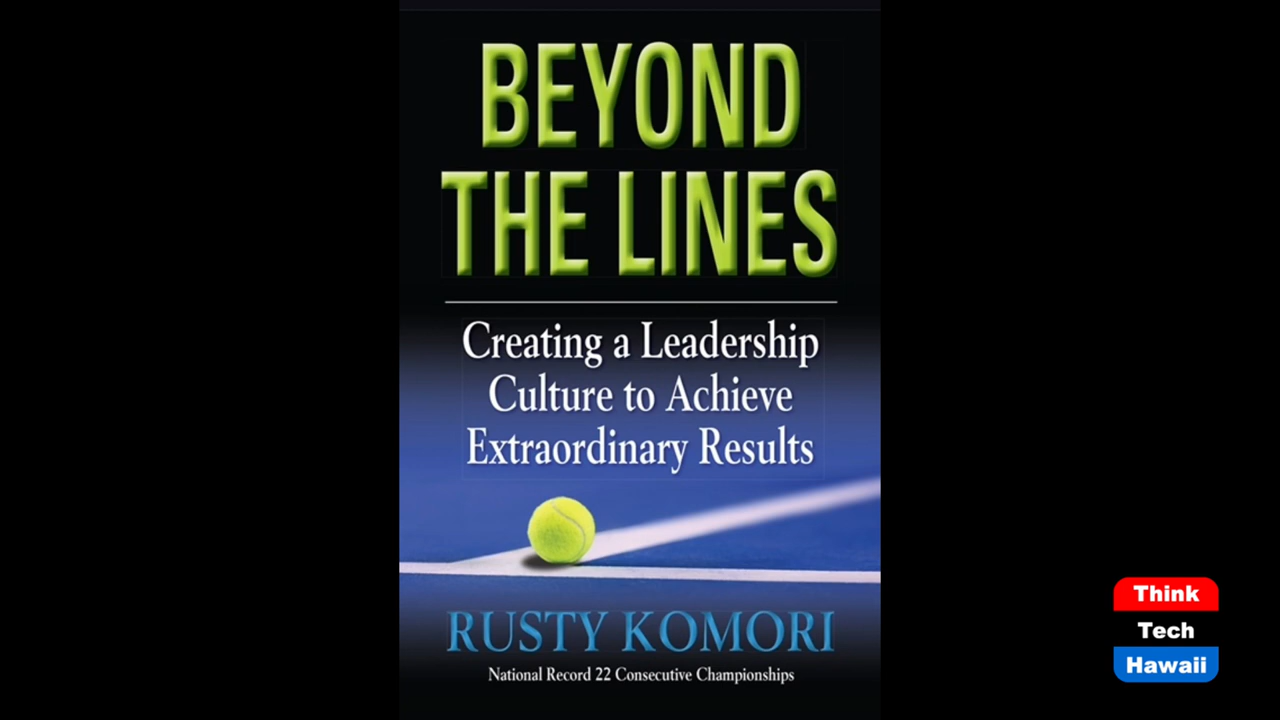 BEYOND
THE LINES
Creating a Leadership
Culture to Achieve
Extraordinary Results
RUSTY KOMORI
National Record 22 Consecutive Championships
Think
Tech
Hawaii